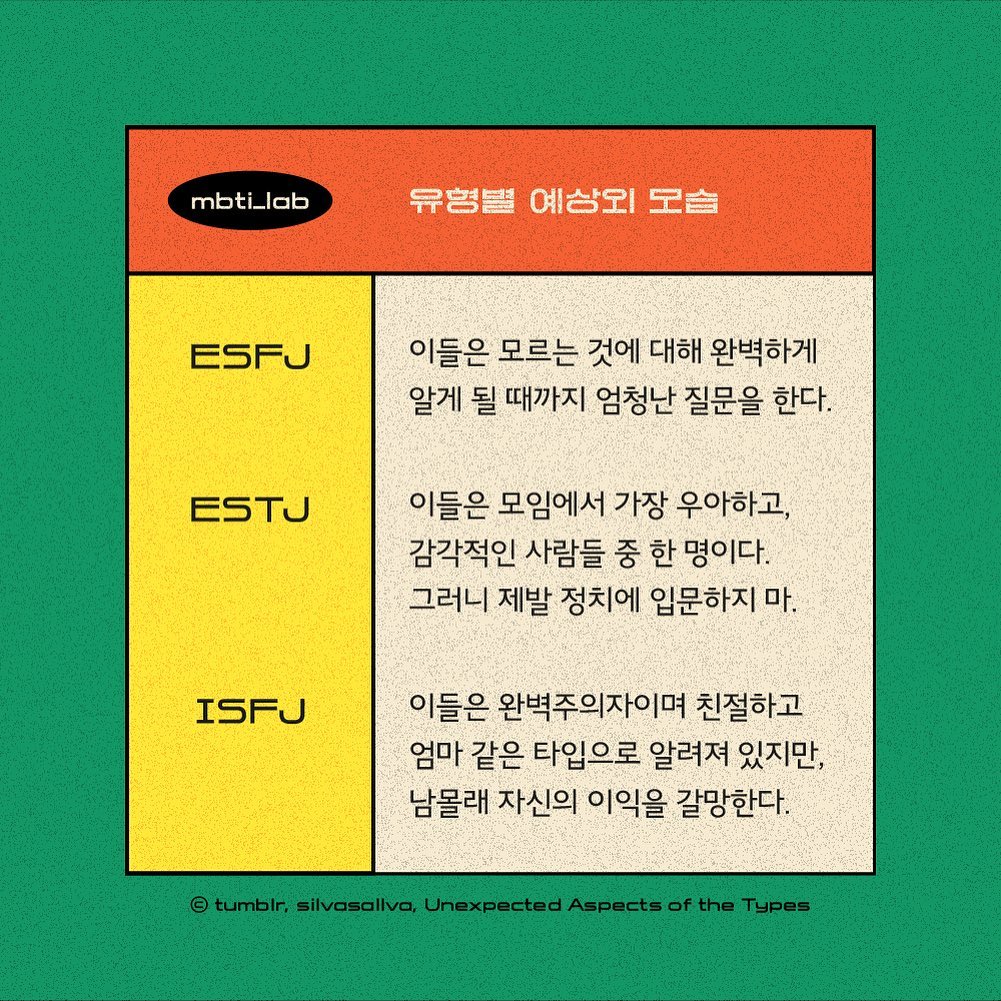 mbti_lab
유형별 예상외 모습
ESFJ
이들은 모르는 것에 대해 완벽하게
알게 될 때까지 엄청난 질문을 한다.
ESTJ
이들은 모임에서 가장 우아하고,
감각적인 사람들 중 한 명이다.
그러니 제발 정치에 입문하지 마.
ISFJ
이들은 완벽주의자이며 친절하고
엄마 같은 타입으로 알려져 있지만,
남몰래 자신의 이익을 갈망한다.
© tumblr, silvasallva, Unexpected Aspects of the Types